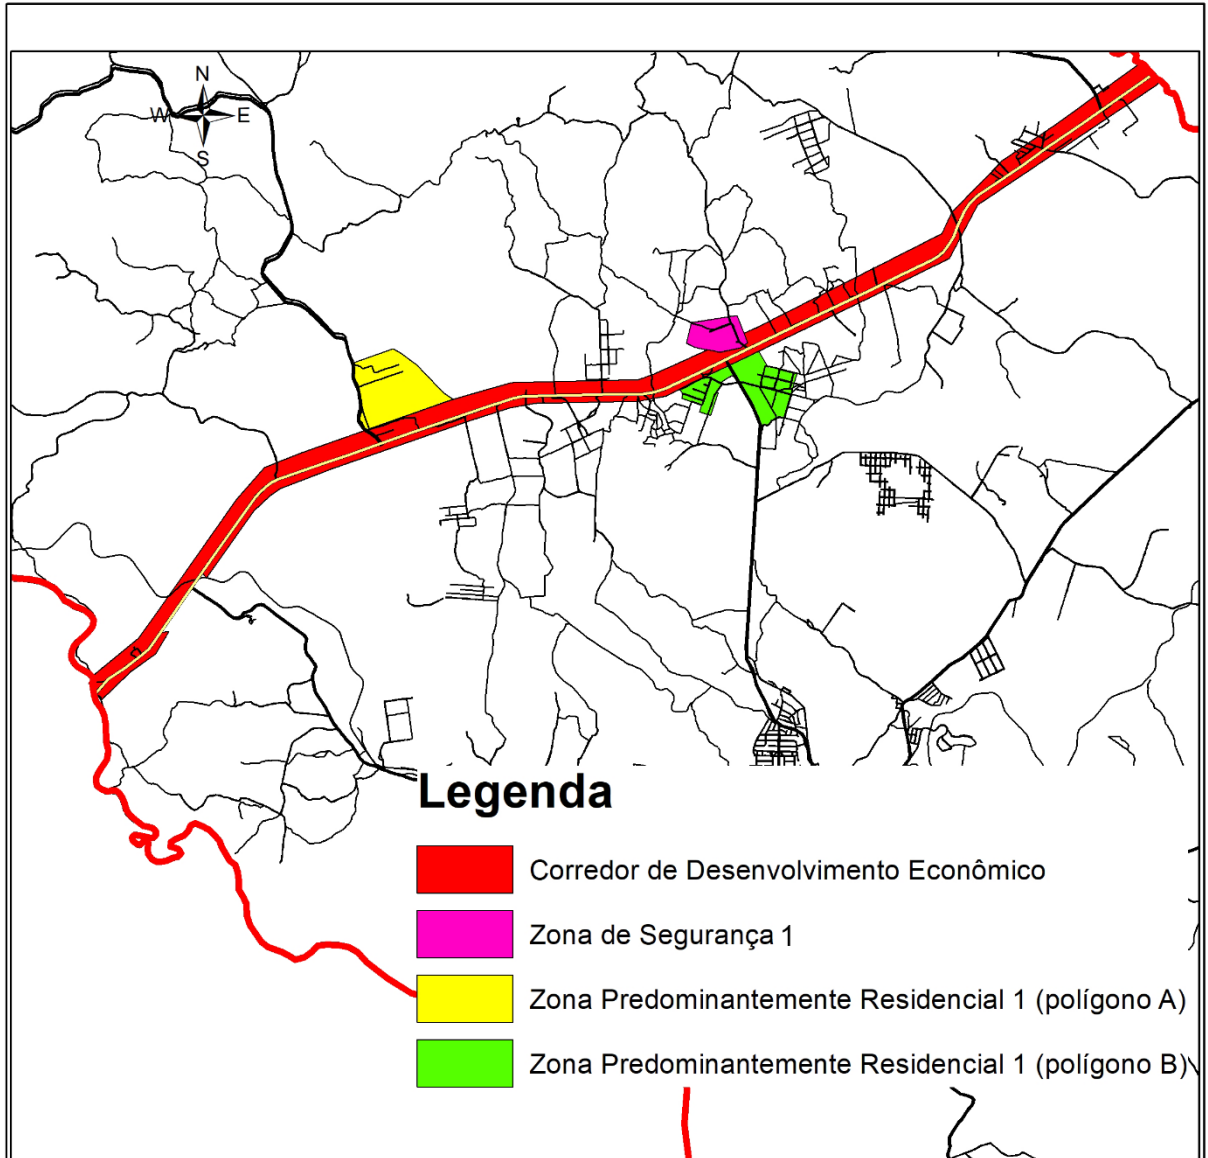 N
W E
S
Legenda
Corredor de Desenvolvimento Econômico
Zona de Segurança 1
Zona Predominantemente Residencial 1 (polígono A)
Zona Predominantemente Residencial 1 (polígono B)